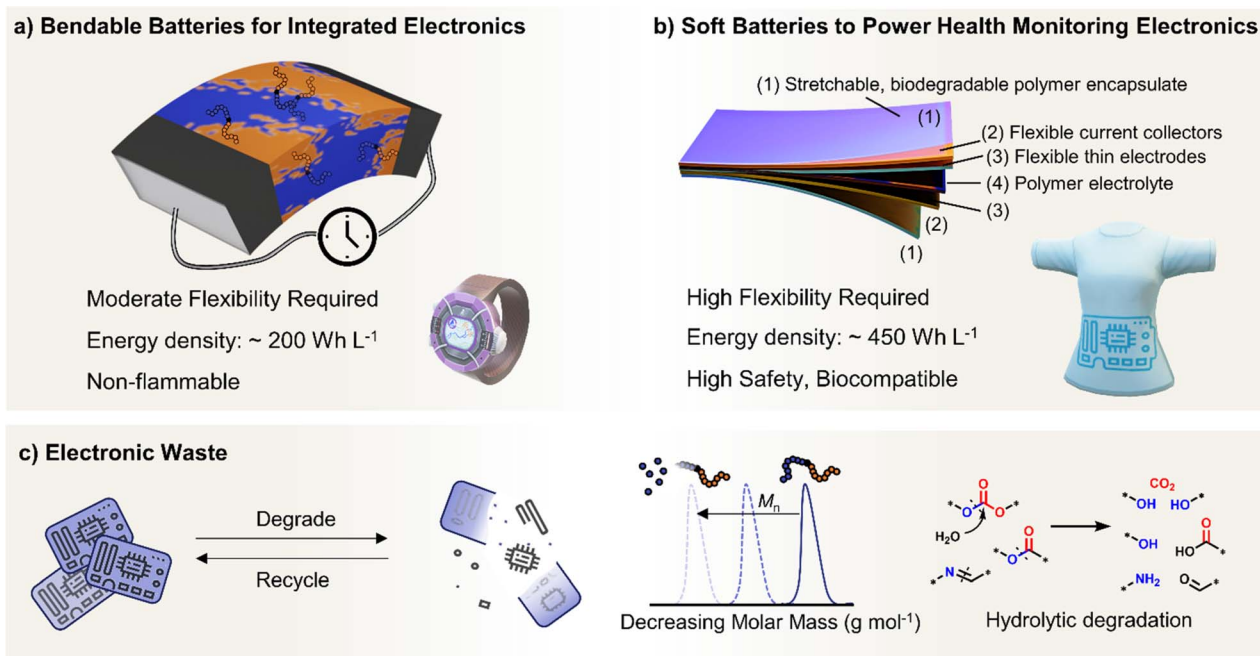 a) Bendable Batteries for Integrated Electronics
Moderate Flexibility Required
Energy density: ~ 200 Wh L⁻¹
Non-flammable
b) Soft Batteries to Power Health Monitoring Electronics
(1) Stretchable, biodegradable polymer encapsulate
(1)
(2) Flexible current collectors
(3) Flexible thin electrodes
(4) Polymer electrolyte
(3)
(2)
(1)
High Flexibility Required
Energy density: ~ 450 Wh L⁻¹
High Safety, Biocompatible
c) Electronic Waste
Degrade
Recycle
Mₙ
Decreasing Molar Mass (g mol⁻¹)
O
* O O *
H₂O
O
* O *
* N *
CO₂
* OH HO *
* OH
O
HO *
* NH₂
O *
Hydrolytic degradation